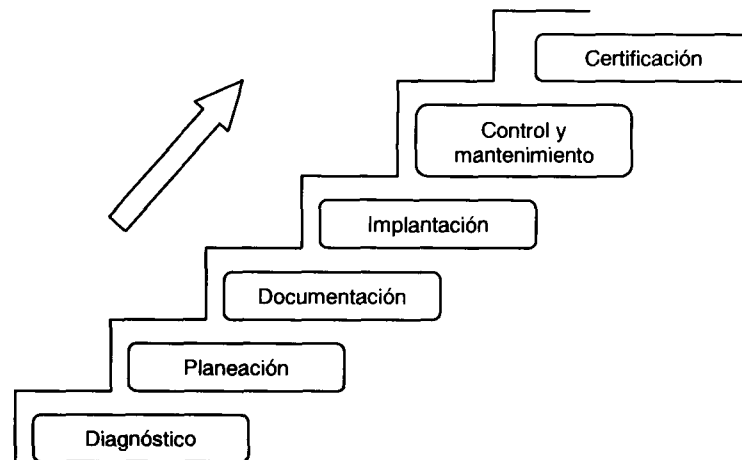 Certificación
Control y
mantenimiento
Implantación
Documentación
Planeación
Diagnóstico